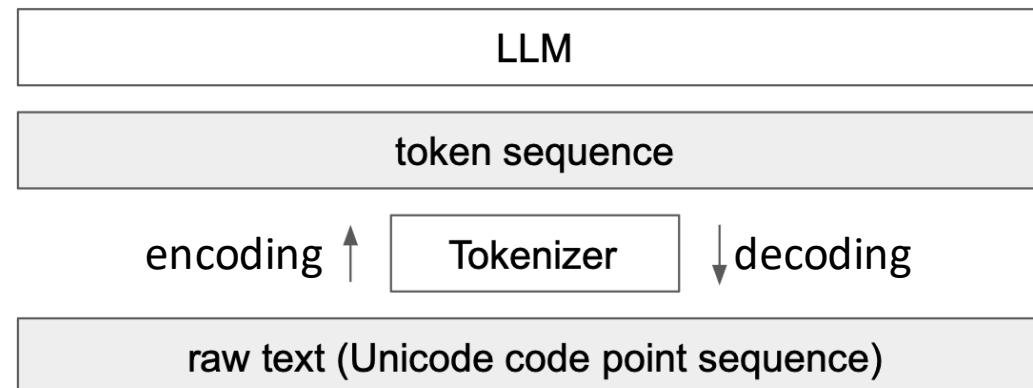 LLM
token sequence
encoding Tokenizer decoding
raw text (Unicode code point sequence)